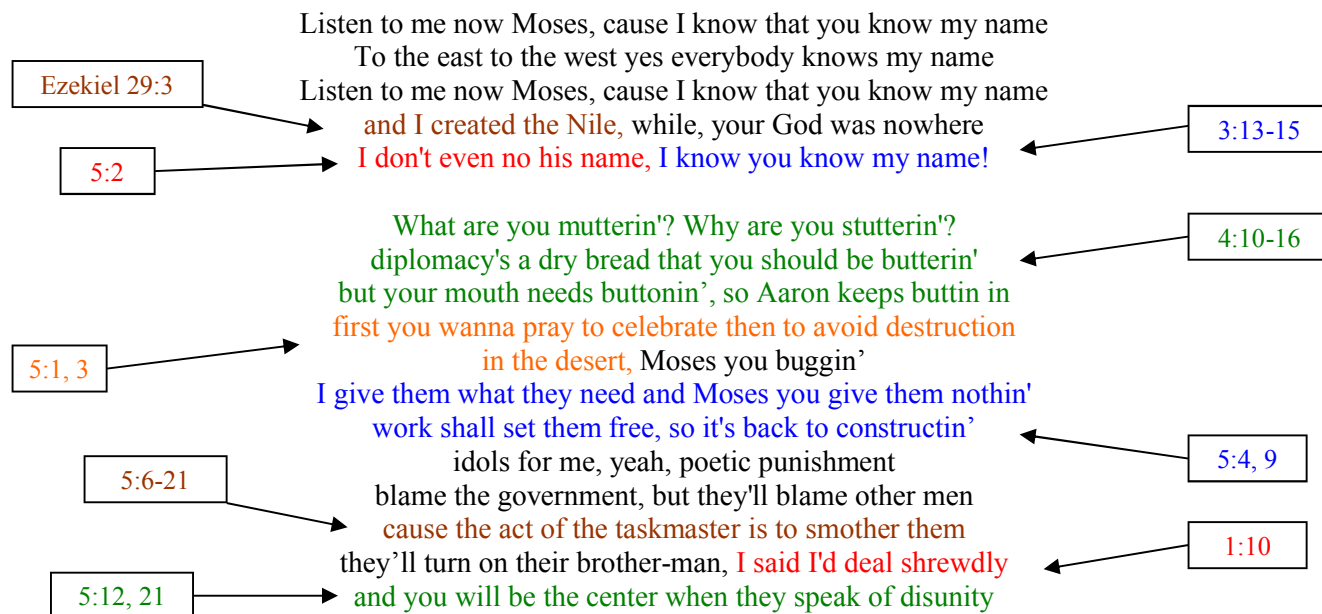 Listen to me now Moses, cause I know that you know my name
To the east to the west yes everybody knows my name
Ezekiel 29:3
Listen to me now Moses, cause I know that you know my name
and I created the Nile, while, your God was nowhere
3:13-15
5:2
I don't even no his name, I know you know my name!
What are you mutterin'? Why are you stutterin'?
4:10-16
diplomacy's a dry bread that you should be butterin'
but your mouth needs buttonin’, so Aaron keeps buttin in
first you wanna pray to celebrate then to avoid destruction
5:1, 3
in the desert, Moses you buggin’
I give them what they need and Moses you give them nothin'
work shall set them free, so it's back to constructin’
5:4, 9
idols for me, yeah, poetic punishment
5:6-21
blame the government, but they'll blame other men
cause the act of the taskmaster is to smother them
1:10
they’ll turn on their brother-man, I said I'd deal shrewdly
5:12, 21
and you will be the center when they speak of disunity